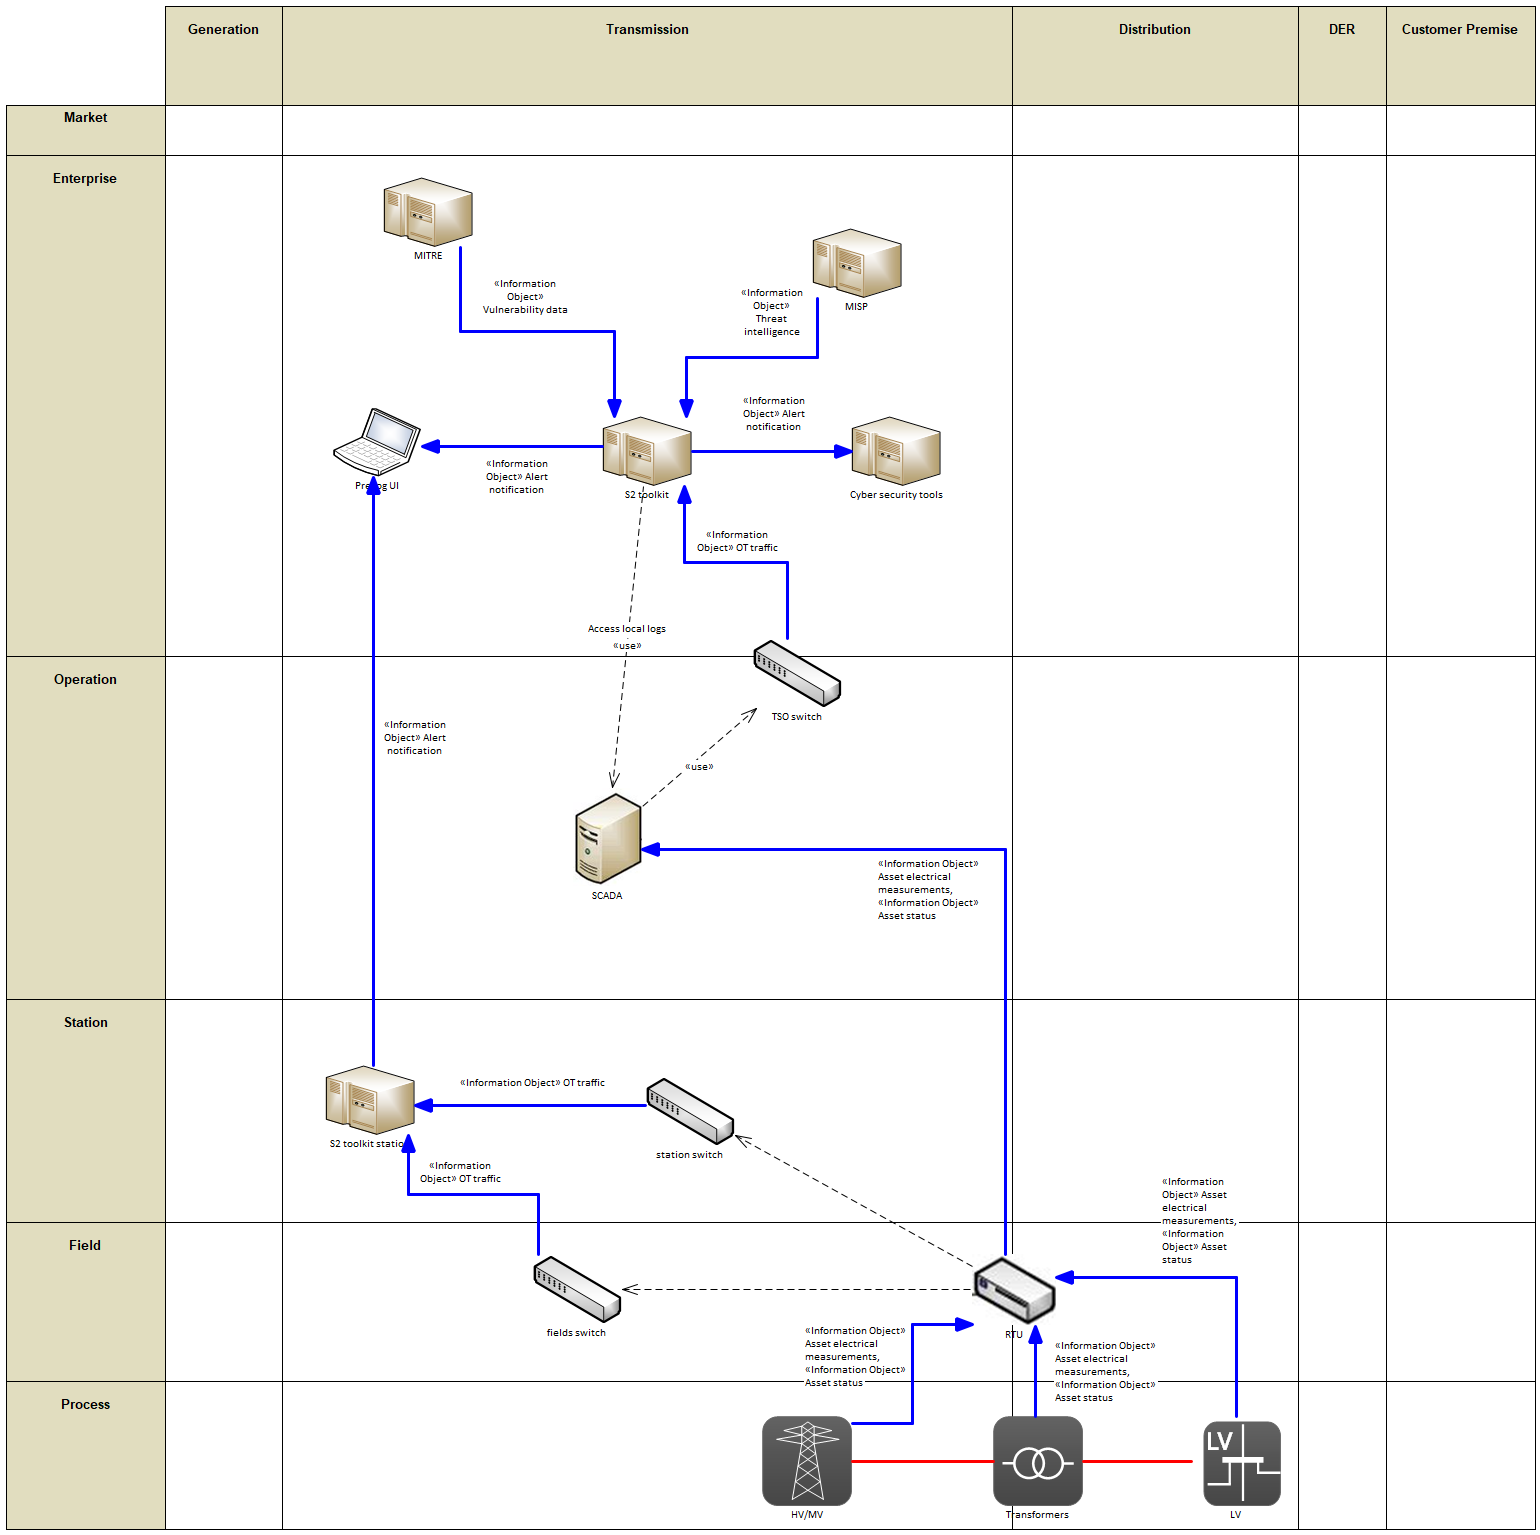 Generation
Transmission
Distribution
DER
Customer Premise
Market
Enterprise
MITRE
«Information
Object»
Vulnerability data
MISP
«Information
Object»
Threat
intelligence
«Information
Object» Alert
notification
«Information
Object» Alert
notification
UI
S2 toolkit
Cyber security tools
«Information
Object» OT traffic
Access local logs
«use»
Operation
TSO switch
«Information
Object» Alert
notification
«use»
SCADA
«Information Object»
Asset electrical
measurements,
«Information Object»
Asset status
Station
«Information Object» OT traffic
S2 toolkit station
station switch
«Information
Object» OT traffic
«Information
Object» Asset
electrical
measurements,
«Information
Object» Asset
status
Field
fields switch
RTU
«Information Object»
Asset electrical
measurements,
«Information Object»
Asset status
«Information Object»
Asset electrical
measurements,
«Information Object»
Asset status
Process
LV
HV/MV
Transformers
LV